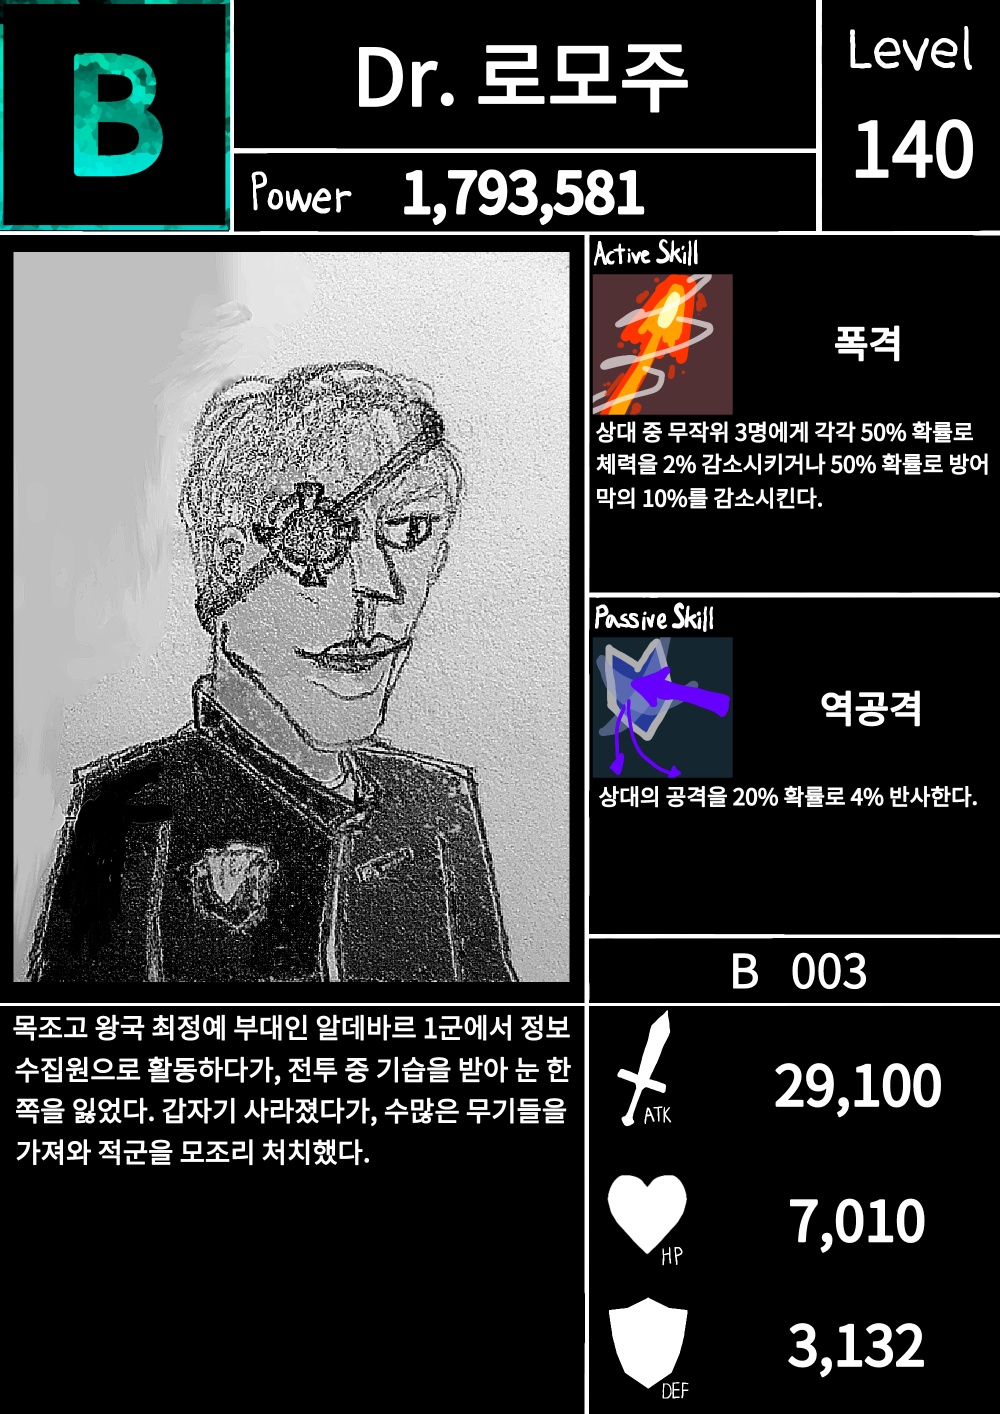 B
Dr. 로모주
Level
140
Power 1,793,581
Active Skill
폭격
상대 중 무작위 3명에게 각각 50% 확률로
체력을 2% 감소시키거나 50% 확률로 방어
막의 10%를 감소시킨다.
Passive Skill
역공격
상대의 공격을 20% 확률로 4% 반사한다.
B 003
목조고 왕국 최정예 부대인 알데바르 1군에서 정보
수집원으로 활동하다가, 전투 중 기습을 받아 눈 한
쪽을 잃었다. 갑자기 사라졌다가, 수많은 무기들을
가져와 적군을 모조리 처치했다.
ATK 29,100
HP 7,010
DEF 3,132